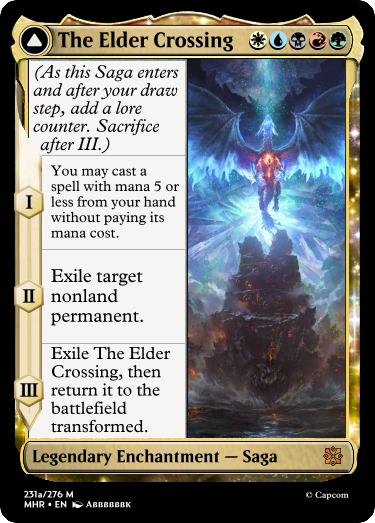 The Elder Crossing
(As this Saga enters
and after your draw
step, add a lore
counter. Sacrifice
after III.)
I
You may cast a
spell with mana 5 or
less from your hand
without paying its
mana cost.
II
Exile target
nonland
permanent.
III
Exile The Elder
Crossing, then
return it to the
battlefield
transformed.
Legendary Enchantment — Saga
231a/276 M
MHR • EN ABBBBBBK
© Capcom